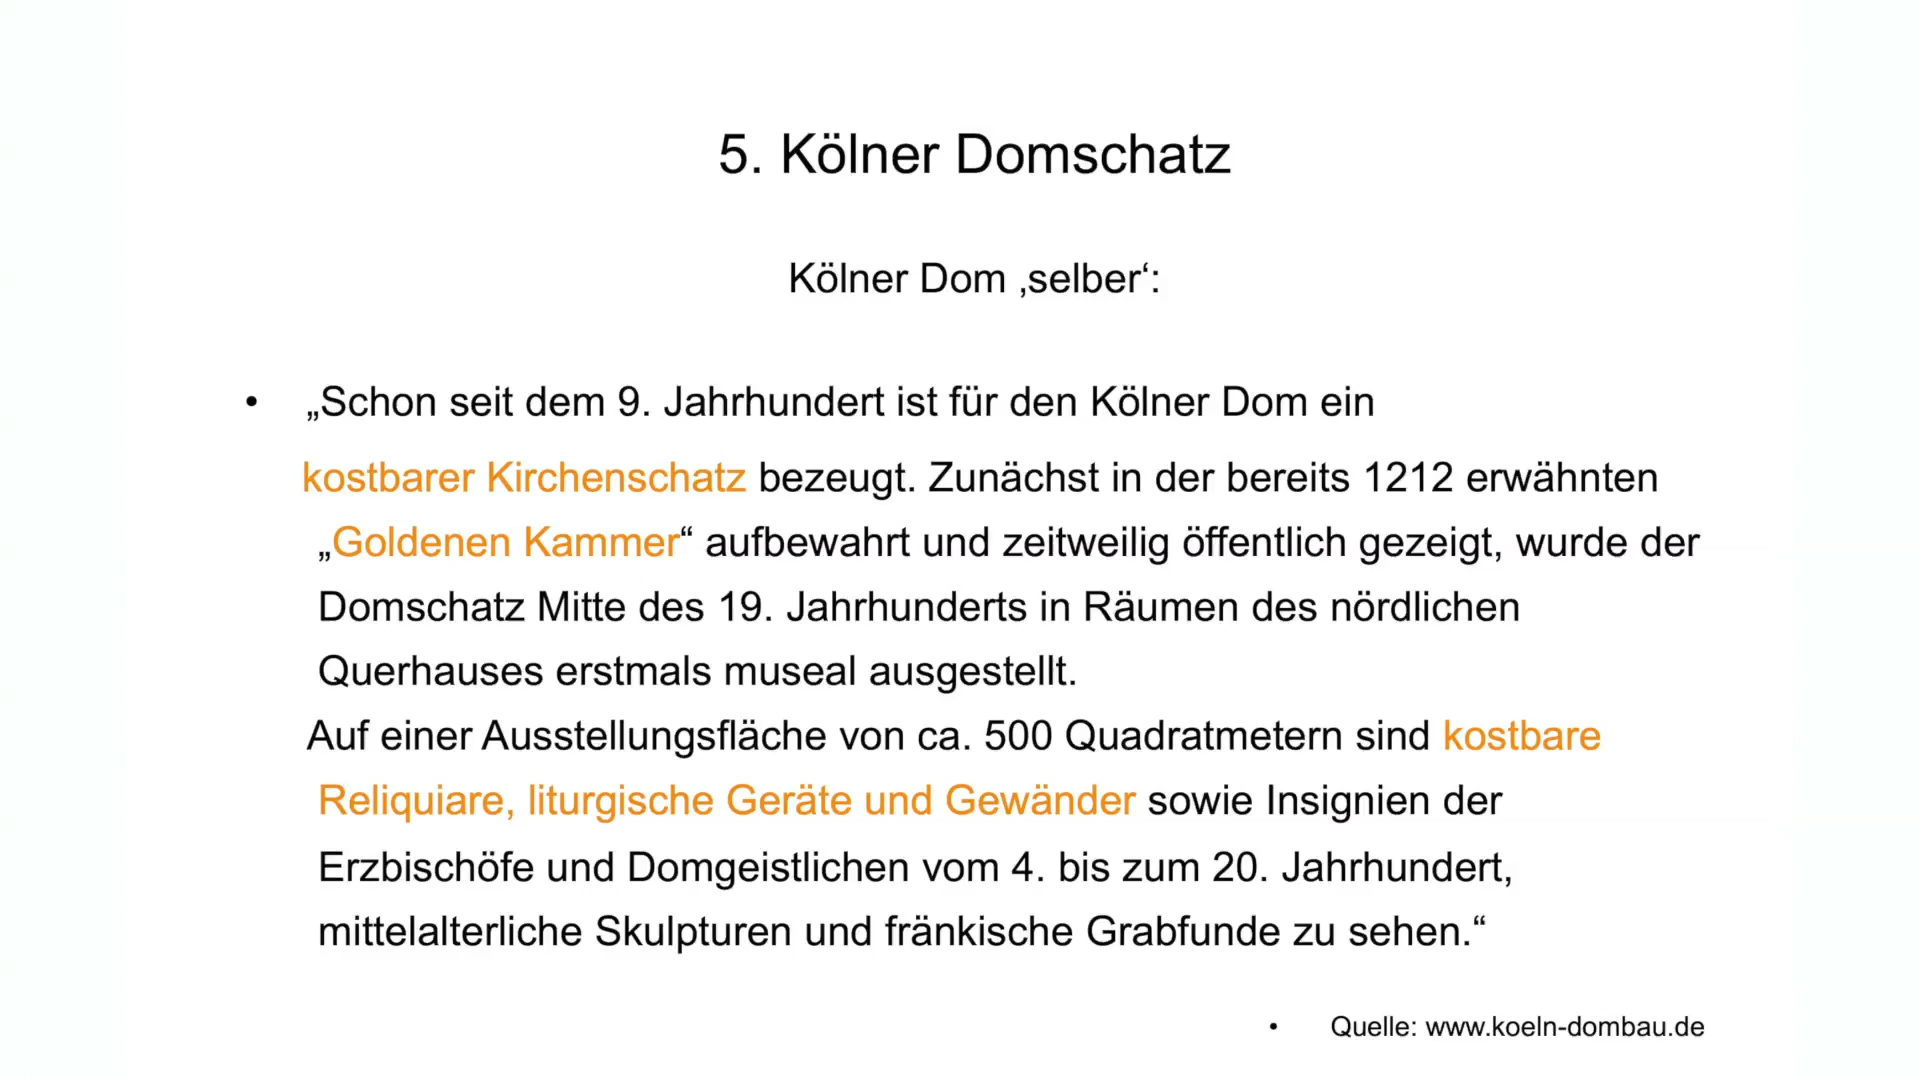 5. Kölner Domschatz
Kölner Dom ‚selber‘:
• „Schon seit dem 9. Jahrhundert ist für den Kölner Dom ein
kostbarer Kirchenschatz bezeugt. Zunächst in der bereits 1212 erwähnten
„Goldenen Kammer“ aufbewahrt und zeitweilig öffentlich gezeigt, wurde der
Domschatz Mitte des 19. Jahrhunderts in Räumen des nördlichen
Querhauses erstmals museal ausgestellt.
Auf einer Ausstellungsfläche von ca. 500 Quadratmetern sind kostbare
Reliquiare, liturgische Geräte und Gewänder sowie Insignien der
Erzbischöfe und Domgeistlichen vom 4. bis zum 20. Jahrhundert,
mittelalterliche Skulpturen und fränkische Grabfunde zu sehen.“
• Quelle: www.koeln-dombau.de